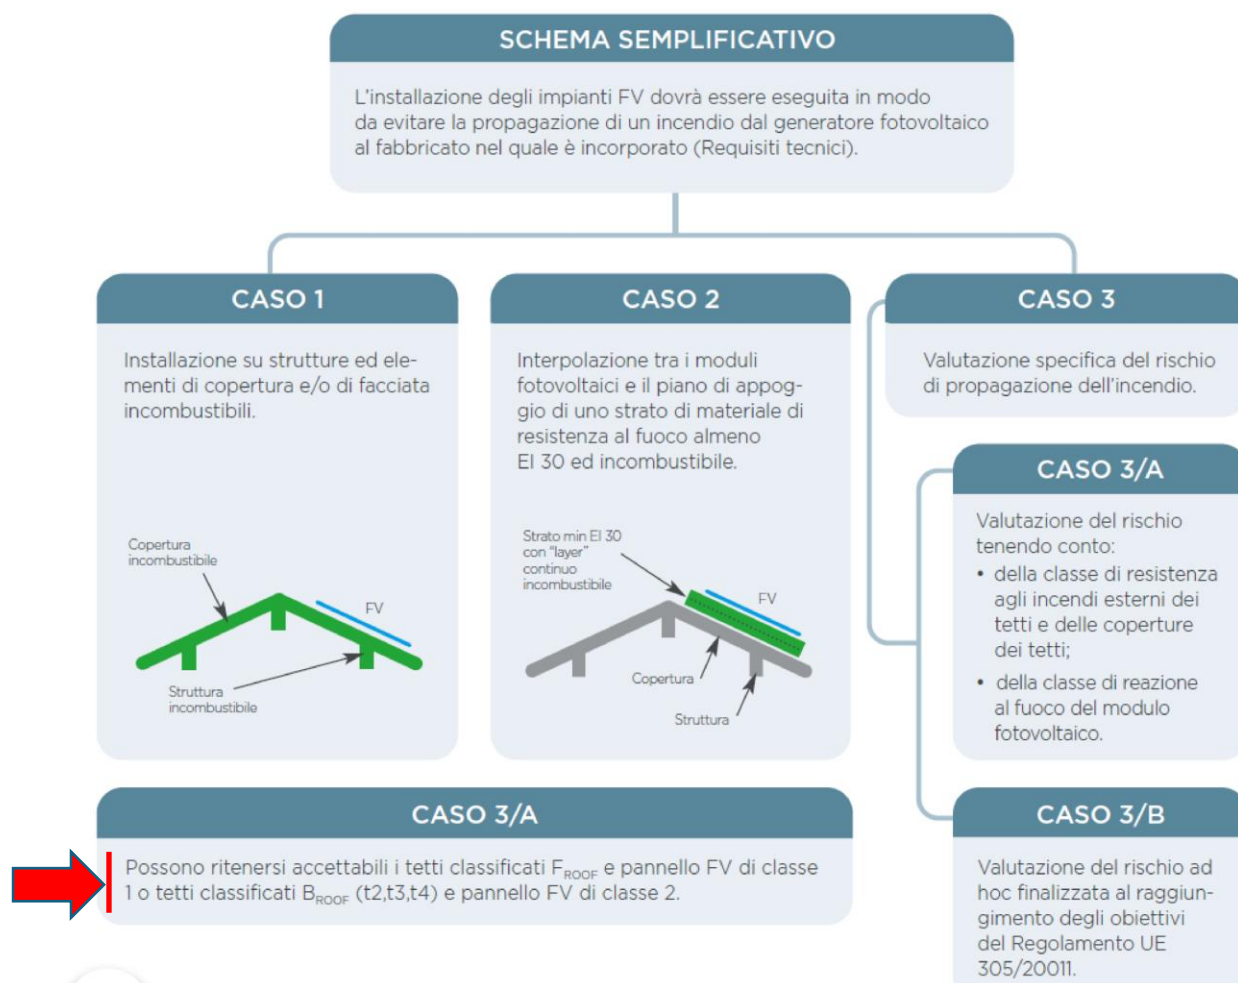 SCHEMA SEMPLIFICATIVO
L'installazione degli impianti FV dovrà essere eseguita in modo
da evitare la propagazione di un incendio dal generatore fotovoltaico
al fabbricato nel quale è incorporato (Requisiti tecnici).
CASO 1
Installazione su strutture ed ele-
menti di copertura e/o di facciata
incombustibili.
Copertura
incombustibile
FV
Struttura
incombustibile
CASO 2
Interpolazione tra i moduli
fotovoltaici e il piano di appog-
gio di uno strato di materiale di
resistenza al fuoco almeno
EI 30 ed incombustibile.
Strato min EI 30
con "layer"
continuo
incombustibile
FV
Copertura
Struttura
CASO 3
Valutazione specifica del rischio
di propagazione dell'incendio.
CASO 3/A
Valutazione del rischio
tenendo conto:
• della classe di resistenza
agli incendi esterni dei
tetti e delle coperture
dei tetti;
• della classe di reazione
al fuoco del modulo
fotovoltaico.
CASO 3/A
Possono ritenersi accettabili i tetti classificati FROOF e pannello FV di classe
1 o tetti classificati BROOF (t2,t3,t4) e pannello FV di classe 2.
CASO 3/B
Valutazione del rischio ad
hoc finalizzata al raggiun-
gimento degli obiettivi
del Regolamento UE
305/20011.